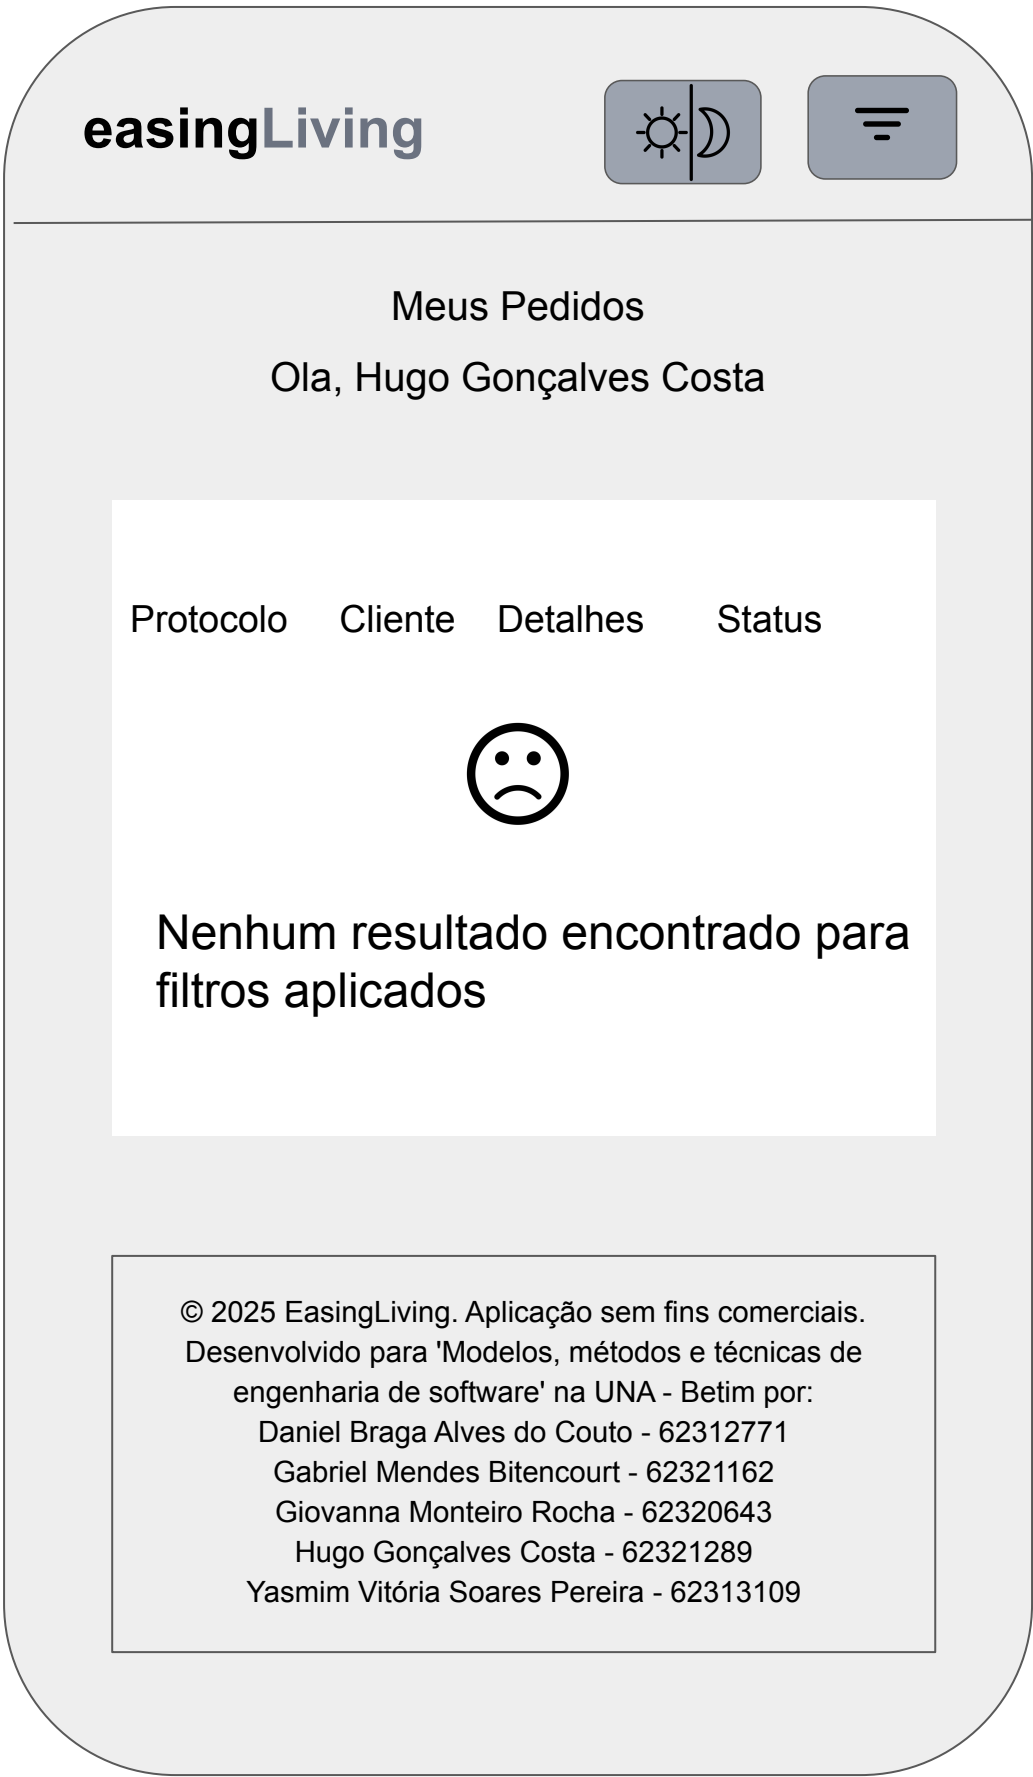 easingLiving
Meus Pedidos
Ola, Hugo Gonçalves Costa
Protocolo Cliente Detalhes Status
Nenhum resultado encontrado para
filtros aplicados
© 2025 EasingLiving. Aplicação sem fins comerciais.
Desenvolvido para 'Modelos, métodos e técnicas de
engenharia de software' na UNA - Betim por:
Daniel Braga Alves do Couto - 62312771
Gabriel Mendes Bitencourt - 62321162
Giovanna Monteiro Rocha - 62320643
Hugo Gonçalves Costa - 62321289
Yasmim Vitória Soares Pereira - 62313109